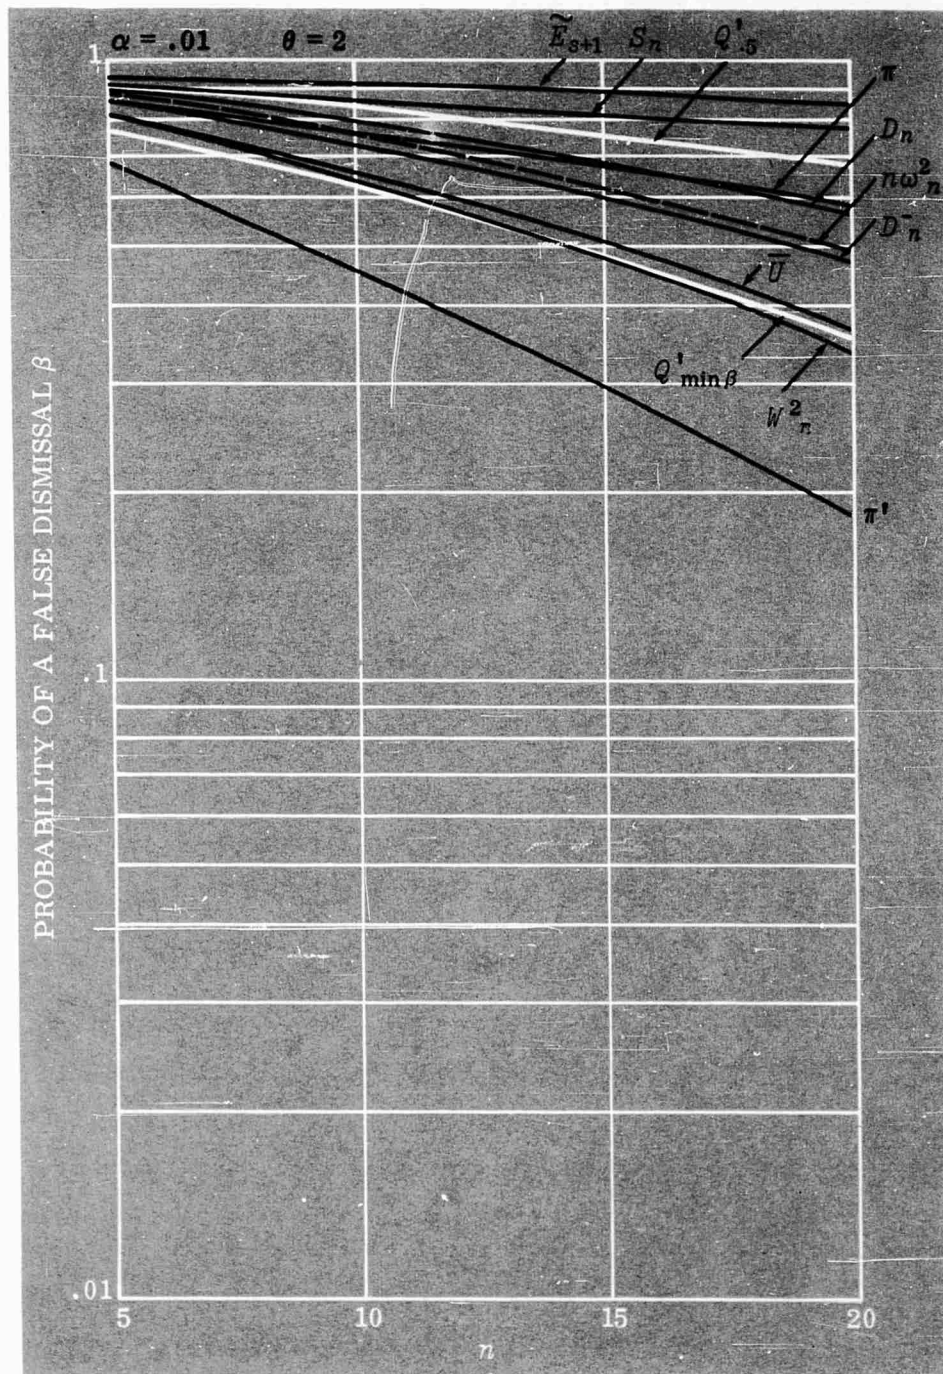 α = .01 θ = 2
Ẽs+1 Sn Q'.5
π
Dn
nω²n
D⁻n
U̅
Q'min β
W²n
π'
PROBABILITY OF A FALSE DISMISSAL β
1
.1
.01
5 10 15 20
n